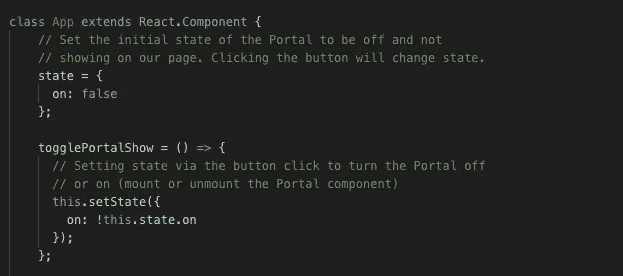 class App extends React.Component {
// Set the initial state of the Portal to be off and not
// showing on our page. Clicking the button will change state.
state = {
on: false
};
togglePortalShow = () => {
// Setting state via the button click to turn the Portal off
// or on (mount or unmount the Portal component)
this.setState({
on: !this.state.on
});
};